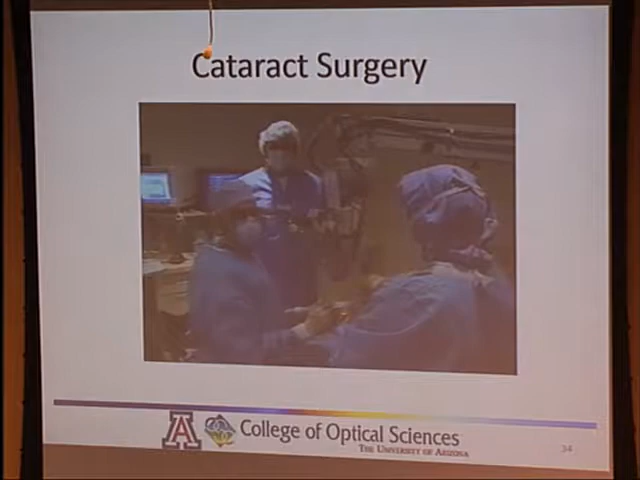 Cataract Surgery
A
College of Optical Sciences
THE UNIVERSITY OF ARIZONA
34